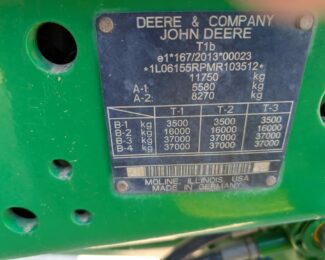 DEERE & COMPANY
JOHN DEERE
T1b
e1*167/2013*00023
*1L06155RPMR103512*
11750 kg
A-1: 5580 kg
A-2: 8270 kg
T-1 T-2 T-3
B-1 kg 3500 3500 3500
B-2 kg 16000 16000 16000
B-3 kg 37000 37000 37000
B-4 kg 37000 37000 37000
MOLINE, ILLINOIS, USA
MADE IN GERMANY